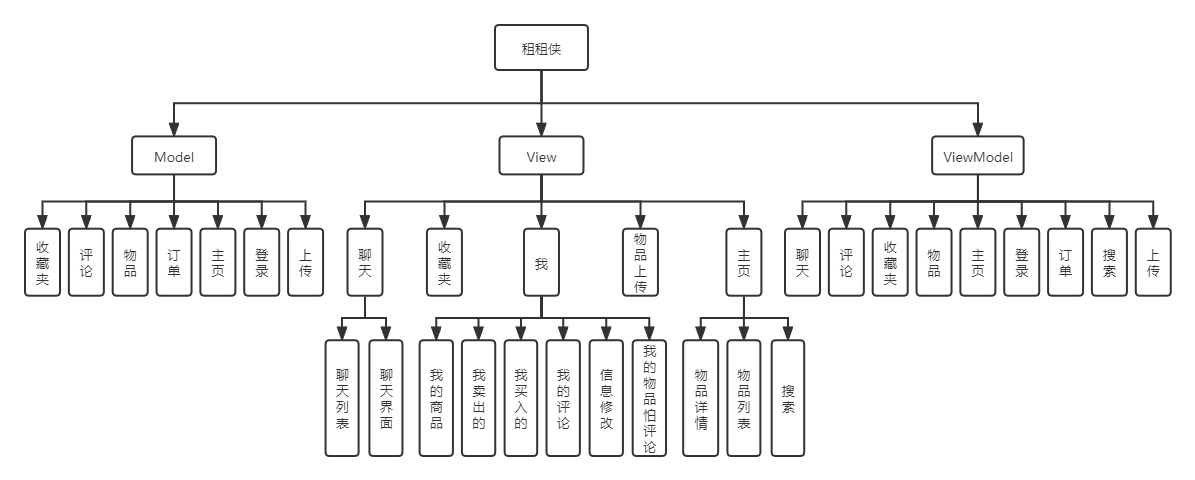 租租侠
Model
View
ViewModel
收藏夹
评论
物品
订单
主页
登录
上传
聊天
收藏夹
我
物品上传
主页
聊天
评论
收藏夹
物品
主页
登录
订单
搜索
上传
聊天列表
聊天界面
我的商品
我卖出的
我买入的
我的评论
信息修改
我的物品怕评论
物品详情
物品列表
搜索